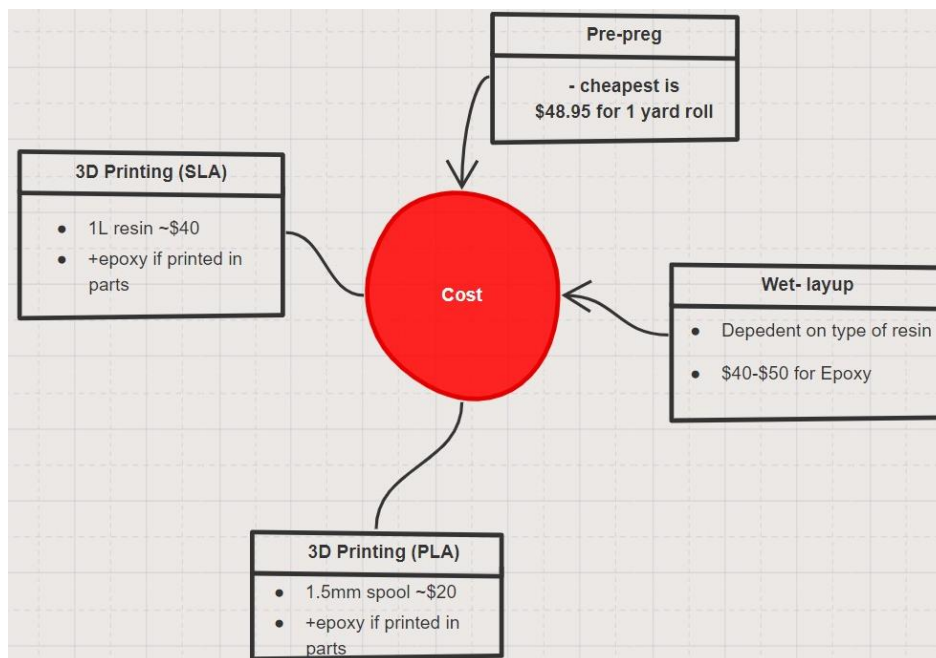 Pre-preg
- cheapest is
$48.95 for 1 yard roll
3D Printing (SLA)
● 1L resin ~$40
● +epoxy if printed in
parts
Cost
Wet- layup
● Depedent on type of resin
● $40-$50 for Epoxy
3D Printing (PLA)
● 1.5mm spool ~$20
● +epoxy if printed in
parts